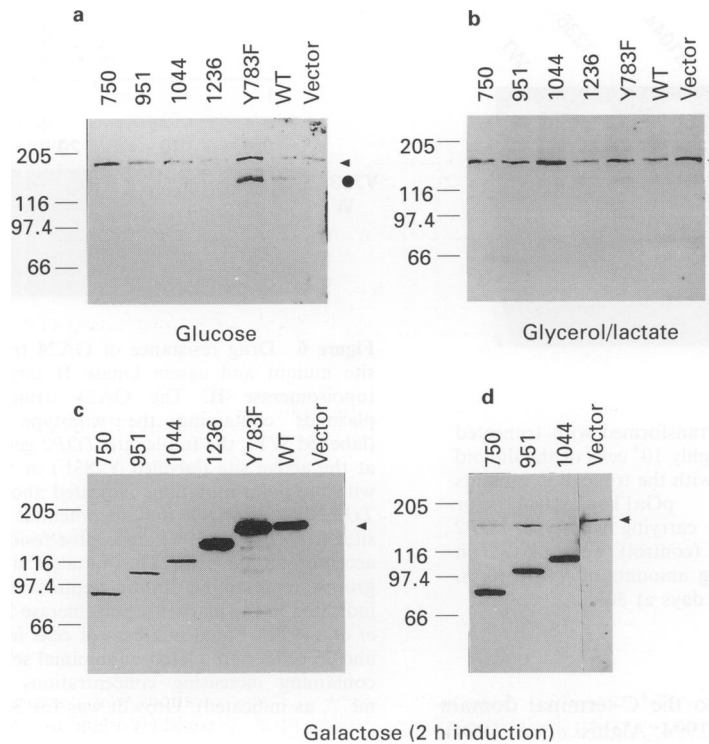 a
750 951 1044 1236 Y783F WT Vector
205
116
97.4
66
Glucose
b
750 951 1044 1236 Y783F WT Vector
205
116
97.4
66
Glycerol/lactate
c
750 951 1044 1236 Y783F WT Vector
205
116
97.4
66
d
750 951 1044 Vector
205
116
97.4
66
Galactose (2 h induction)